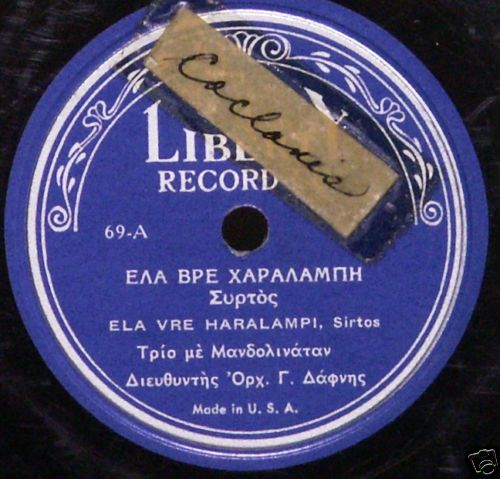 Coclanis
LIBE
RECORD
69-A
ΕΛΑ ΒΡΕ ΧΑΡΑΛΑΜΠΗ
Συρτὸς
ELA VRE HARALAMPI, Sirtos
Τρίο μὲ Μανδολινάταν
Διευθυντὴς Ὀρχ. Γ. Δάφνης
Made in U. S. A.